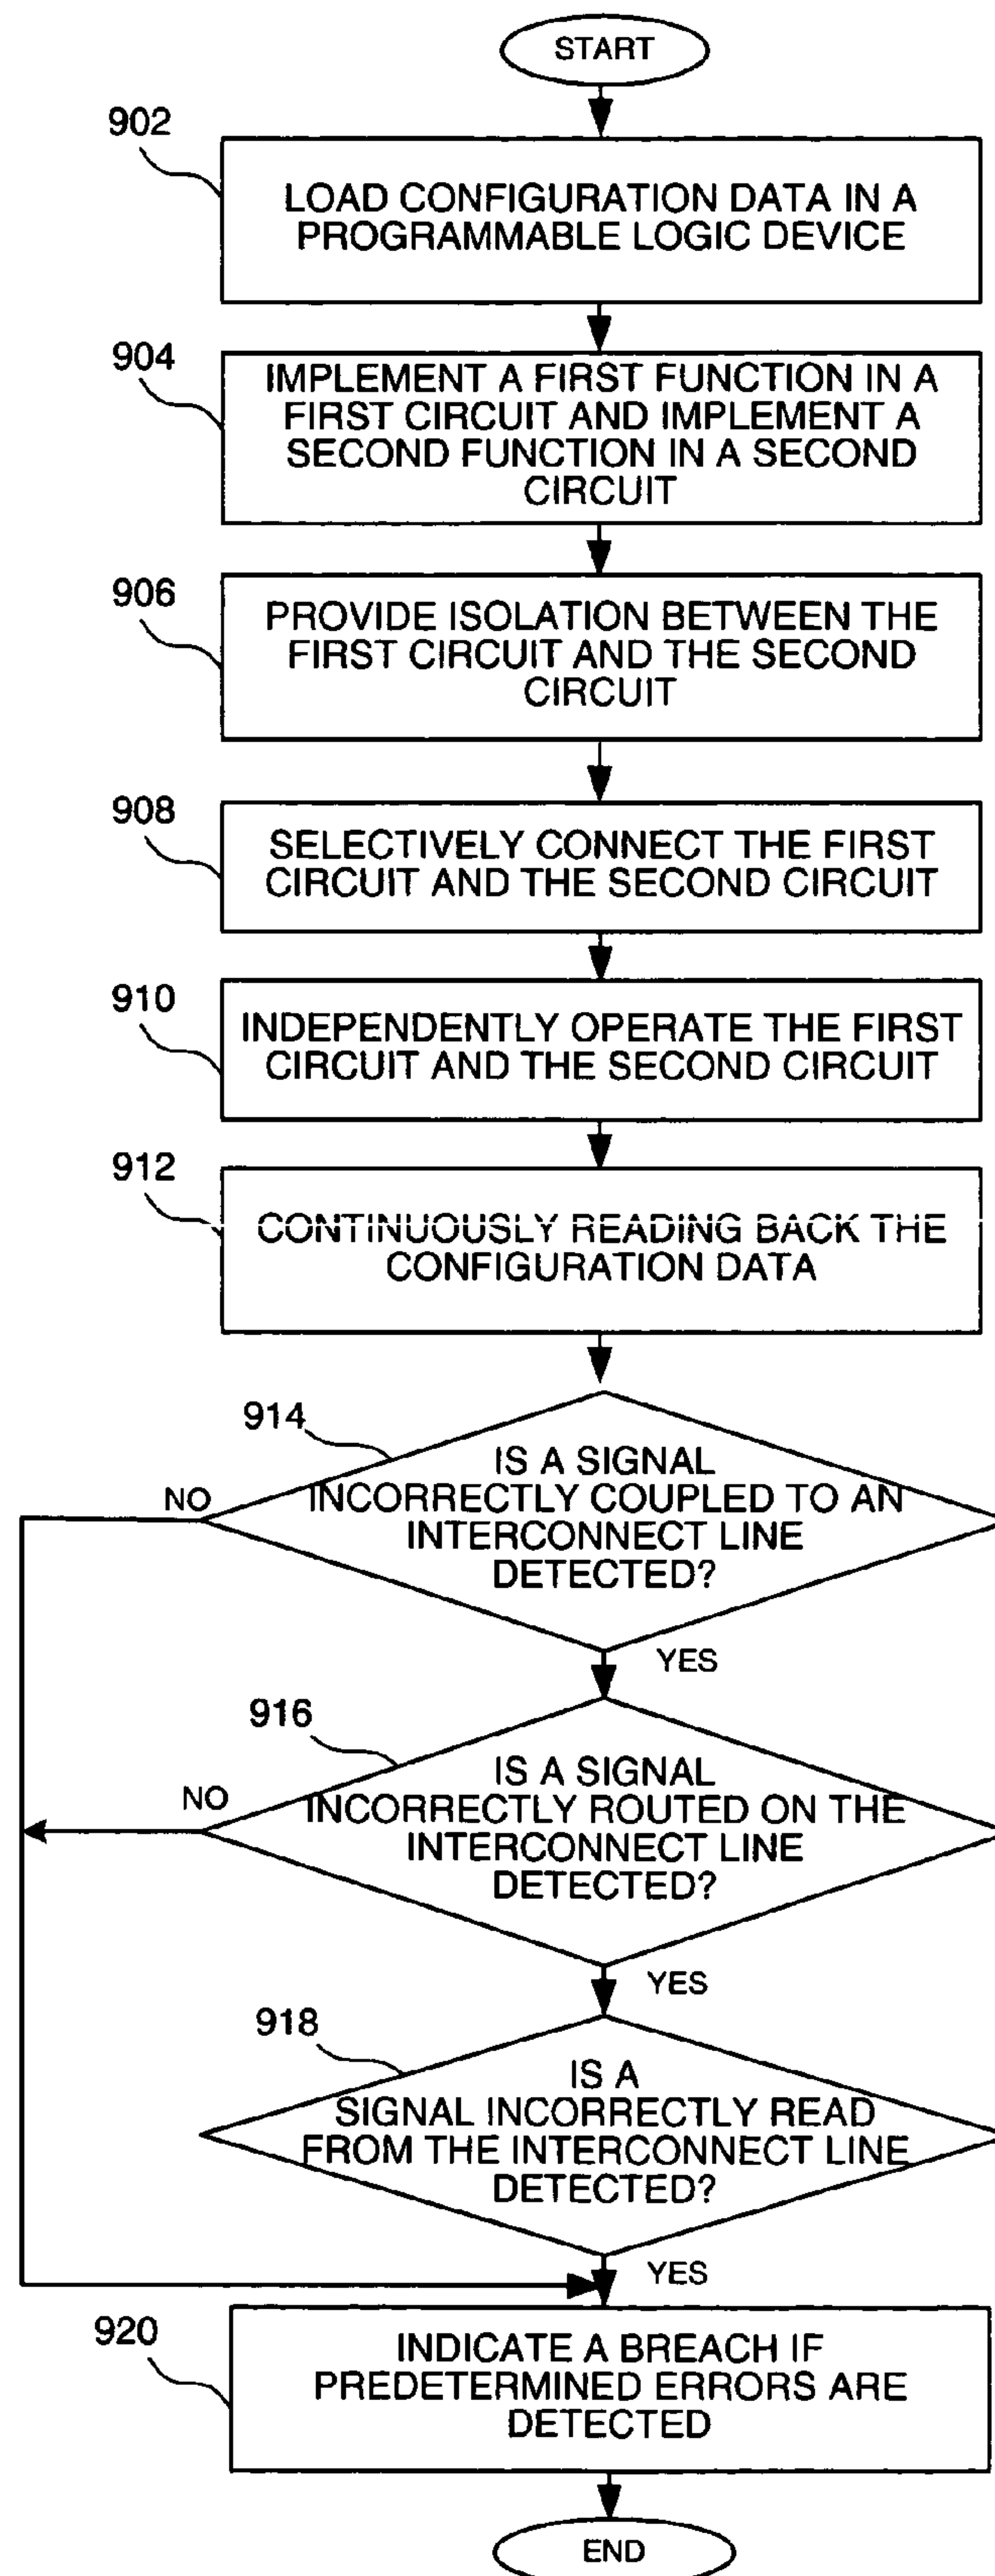 START
902
LOAD CONFIGURATION DATA IN A
PROGRAMMABLE LOGIC DEVICE
904
IMPLEMENT A FIRST FUNCTION IN A
FIRST CIRCUIT AND IMPLEMENT A
SECOND FUNCTION IN A SECOND
CIRCUIT
906
PROVIDE ISOLATION BETWEEN THE
FIRST CIRCUIT AND THE SECOND
CIRCUIT
908
SELECTIVELY CONNECT THE FIRST
CIRCUIT AND THE SECOND CIRCUIT
910
INDEPENDENTLY OPERATE THE FIRST
CIRCUIT AND THE SECOND CIRCUIT
912
CONTINUOUSLY READING BACK THE
CONFIGURATION DATA
914
NO
IS A SIGNAL
INCORRECTLY COUPLED TO AN
INTERCONNECT LINE
DETECTED?
YES
916
NO
IS A SIGNAL
INCORRECTLY ROUTED ON THE
INTERCONNECT LINE
DETECTED?
YES
918
IS A
SIGNAL INCORRECTLY READ
FROM THE INTERCONNECT LINE
DETECTED?
YES
920
INDICATE A BREACH IF
PREDETERMINED ERRORS ARE
DETECTED
END